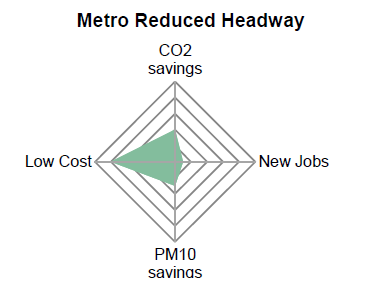 Metro Reduced Headway
CO2
savings
Low Cost
New Jobs
PM10
savings